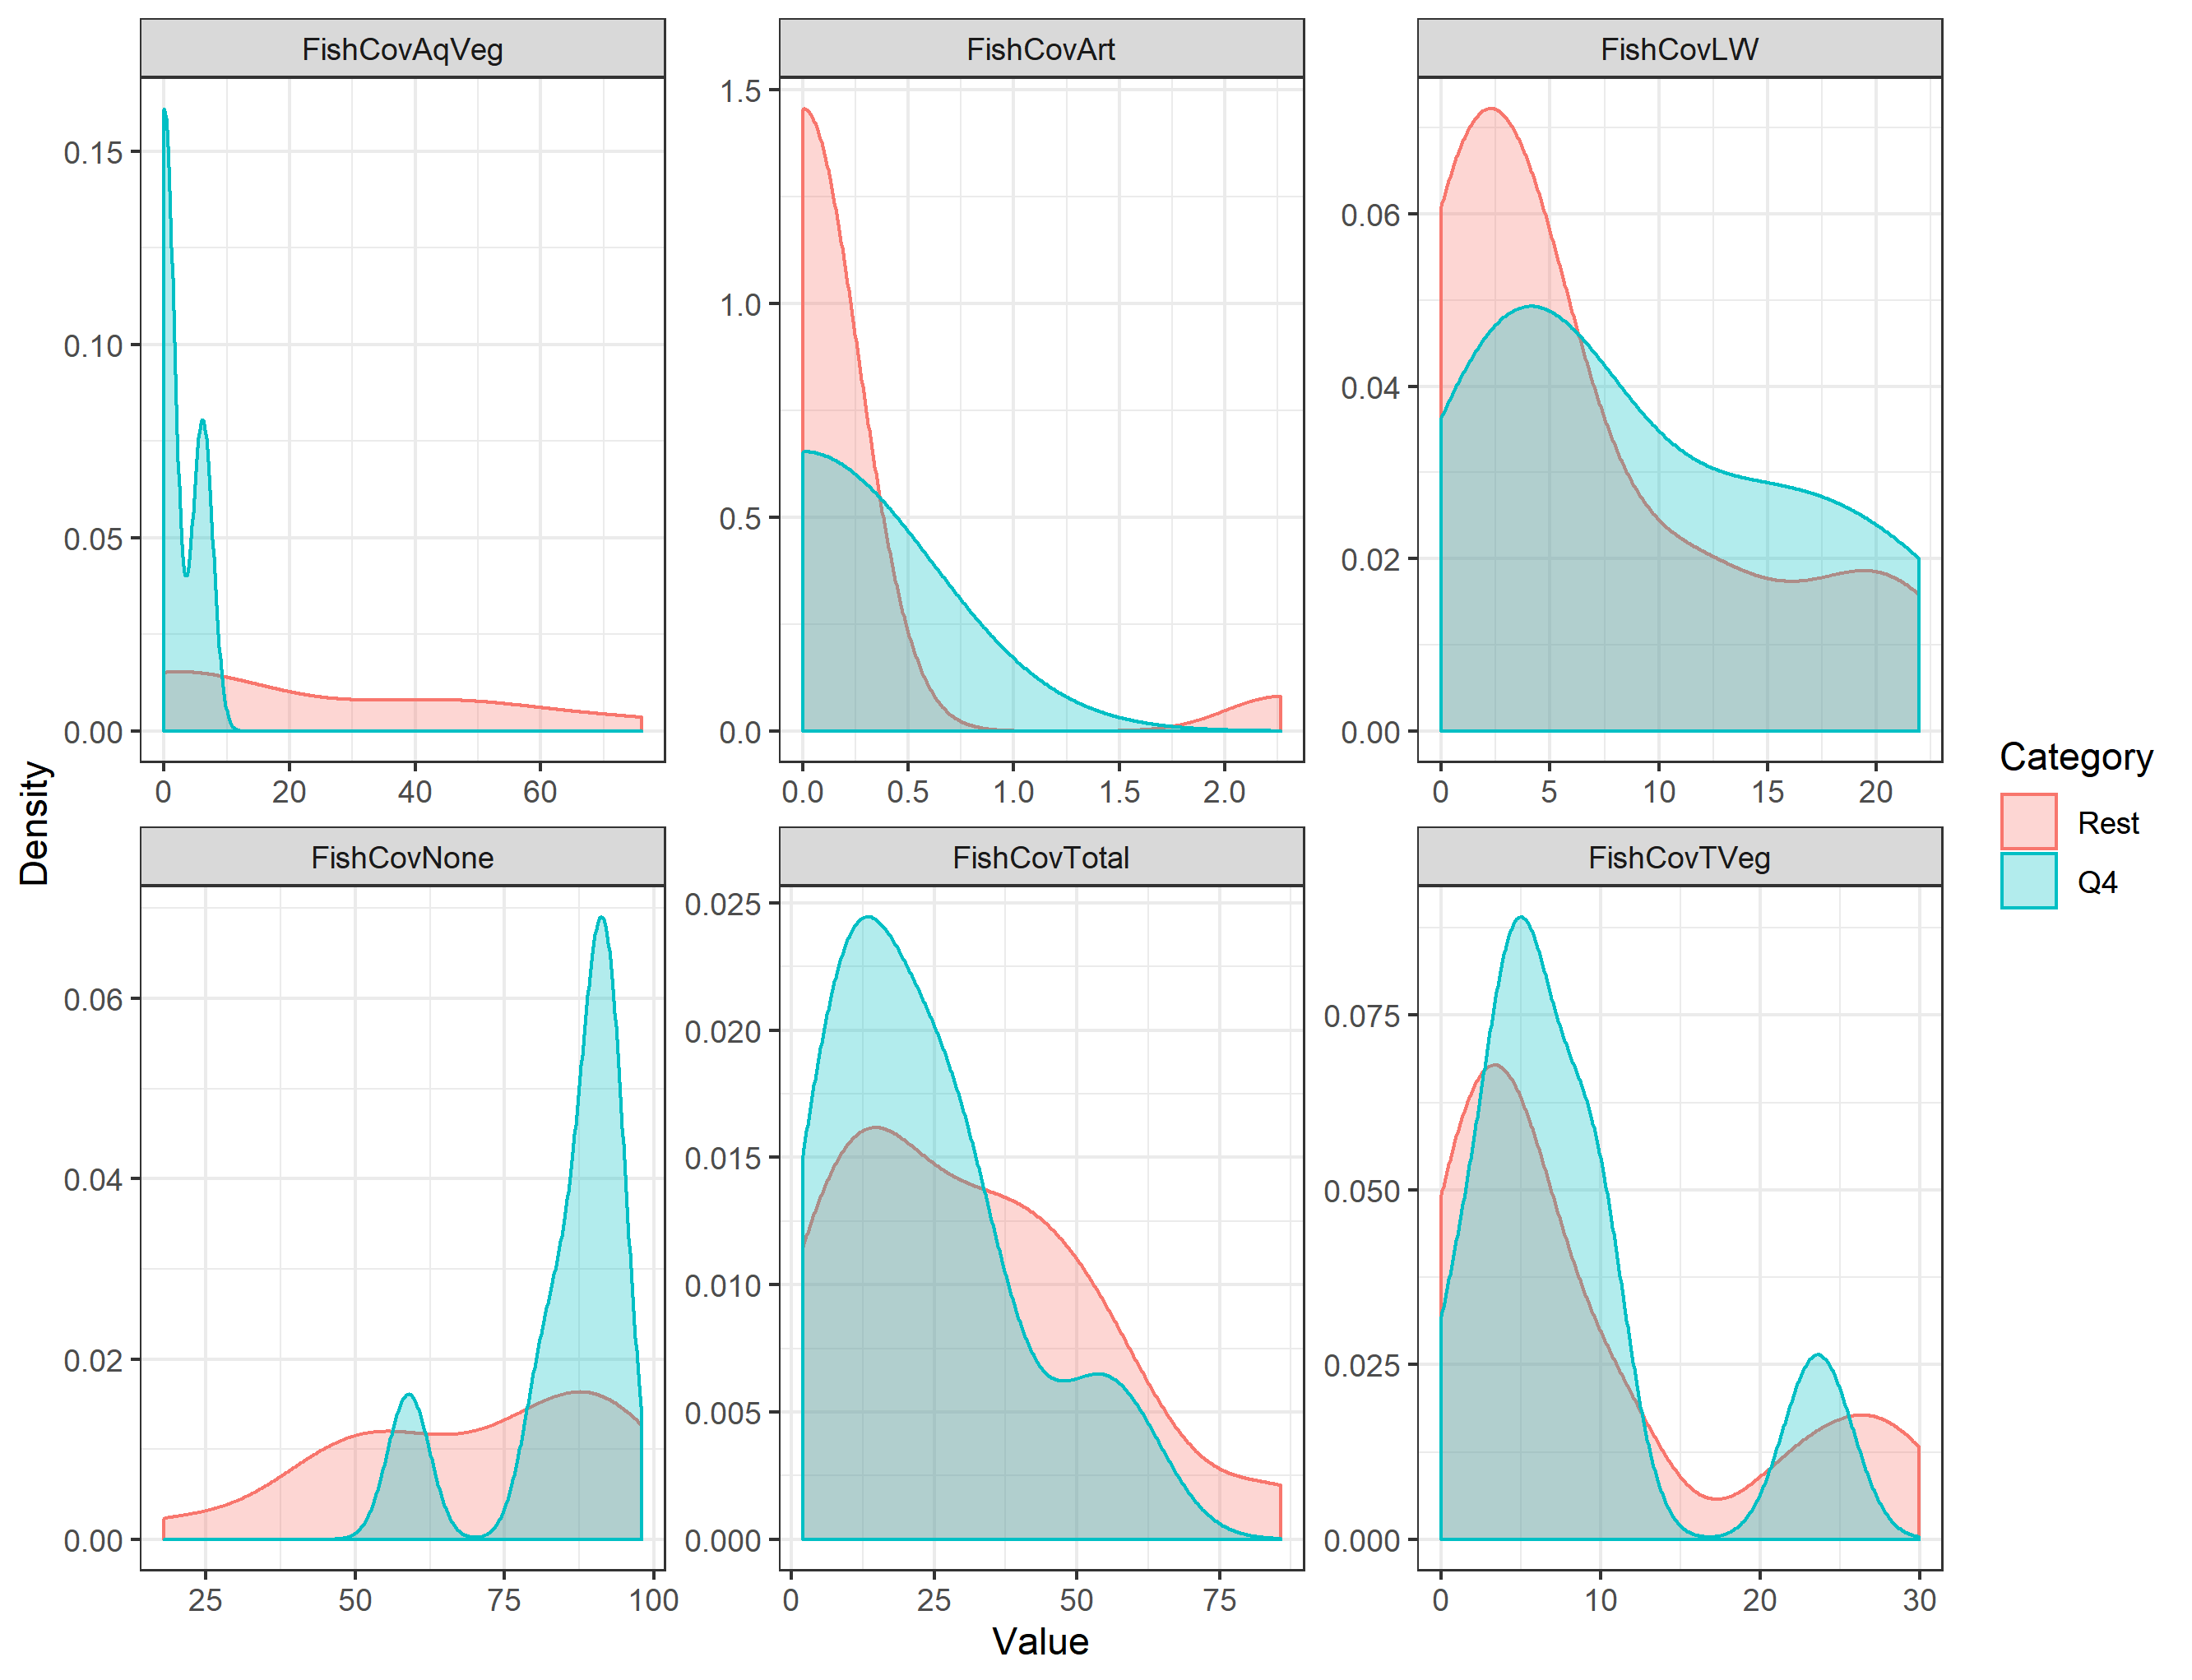 FishCovAqVeg FishCovArt FishCovLW
0.15
0.10
0.05
0.00
0 20 40 60
1.5
1.0
0.5
0.0
0.0 0.5 1.0 1.5 2.0
0.06
0.04
0.02
0.00
0 5 10 15 20
FishCovNone FishCovTotal FishCovTVeg
0.06
0.04
0.02
0.00
25 50 75 100
0.025
0.020
0.015
0.010
0.005
0.000
0 25 50 75
0.075
0.050
0.025
0.000
0 10 20 30
Density
Value
Category
Rest
Q4